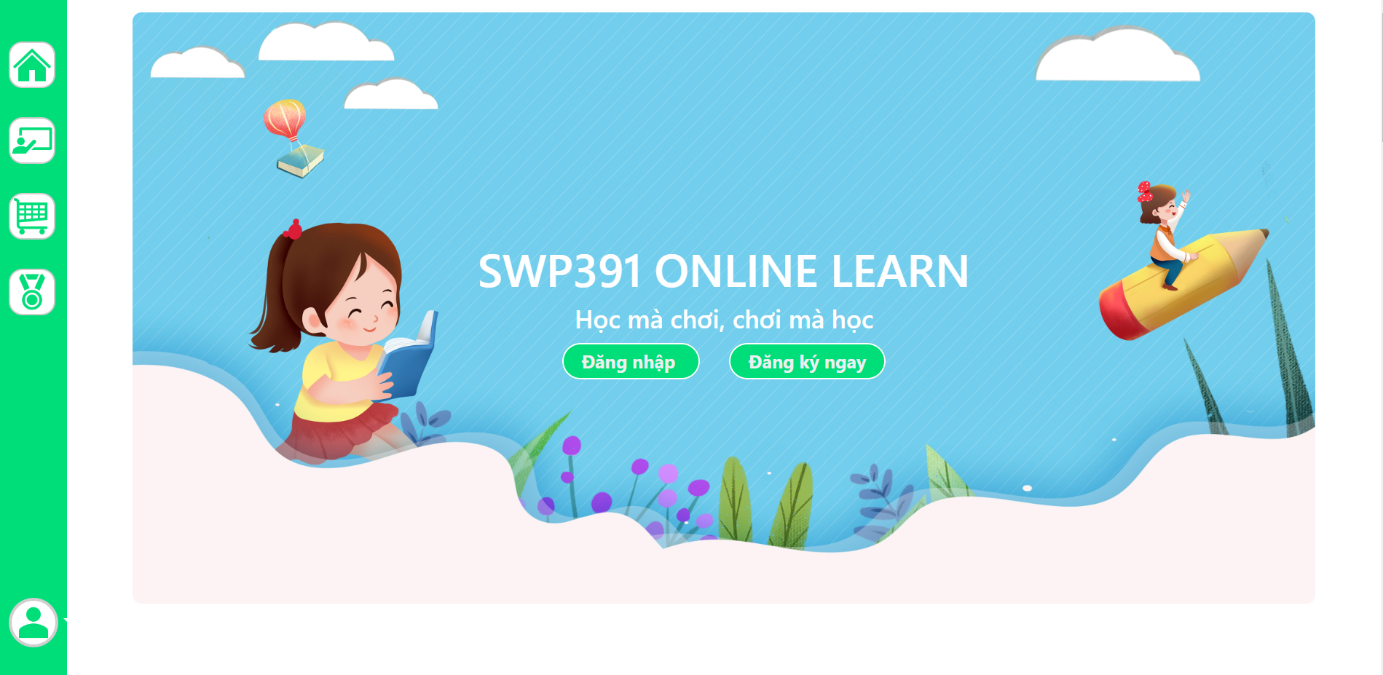 SWP391 ONLINE LEARN
Học mà chơi, chơi mà học
Đăng nhập
Đăng ký ngay